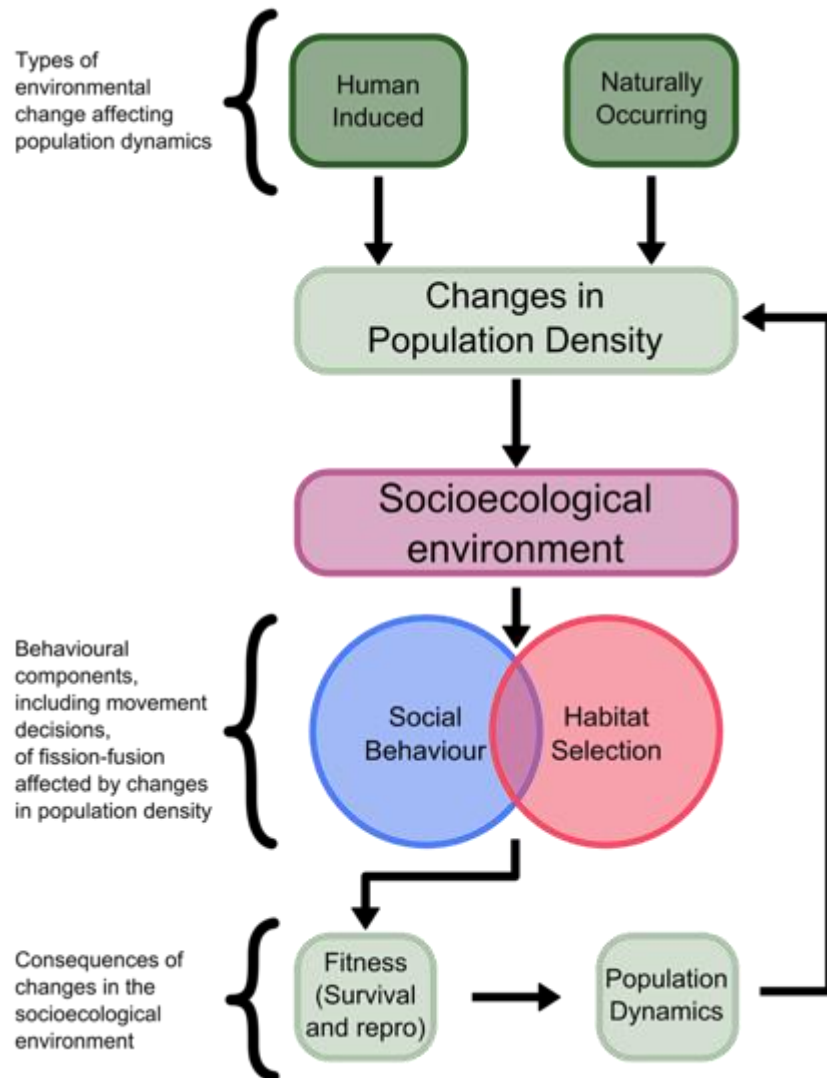 Types of
environmental
change affecting
population dynamics
Human
Induced
Naturally
Occurring
Changes in
Population Density
Socioecological
environment
Behavioural
components,
including movement
decisions,
of fission-fusion
affected by changes
in population density
Social
Behaviour
Habitat
Selection
Consequences of
changes in the
socioecological
environment
Fitness
(Survival
and repro)
Population
Dynamics